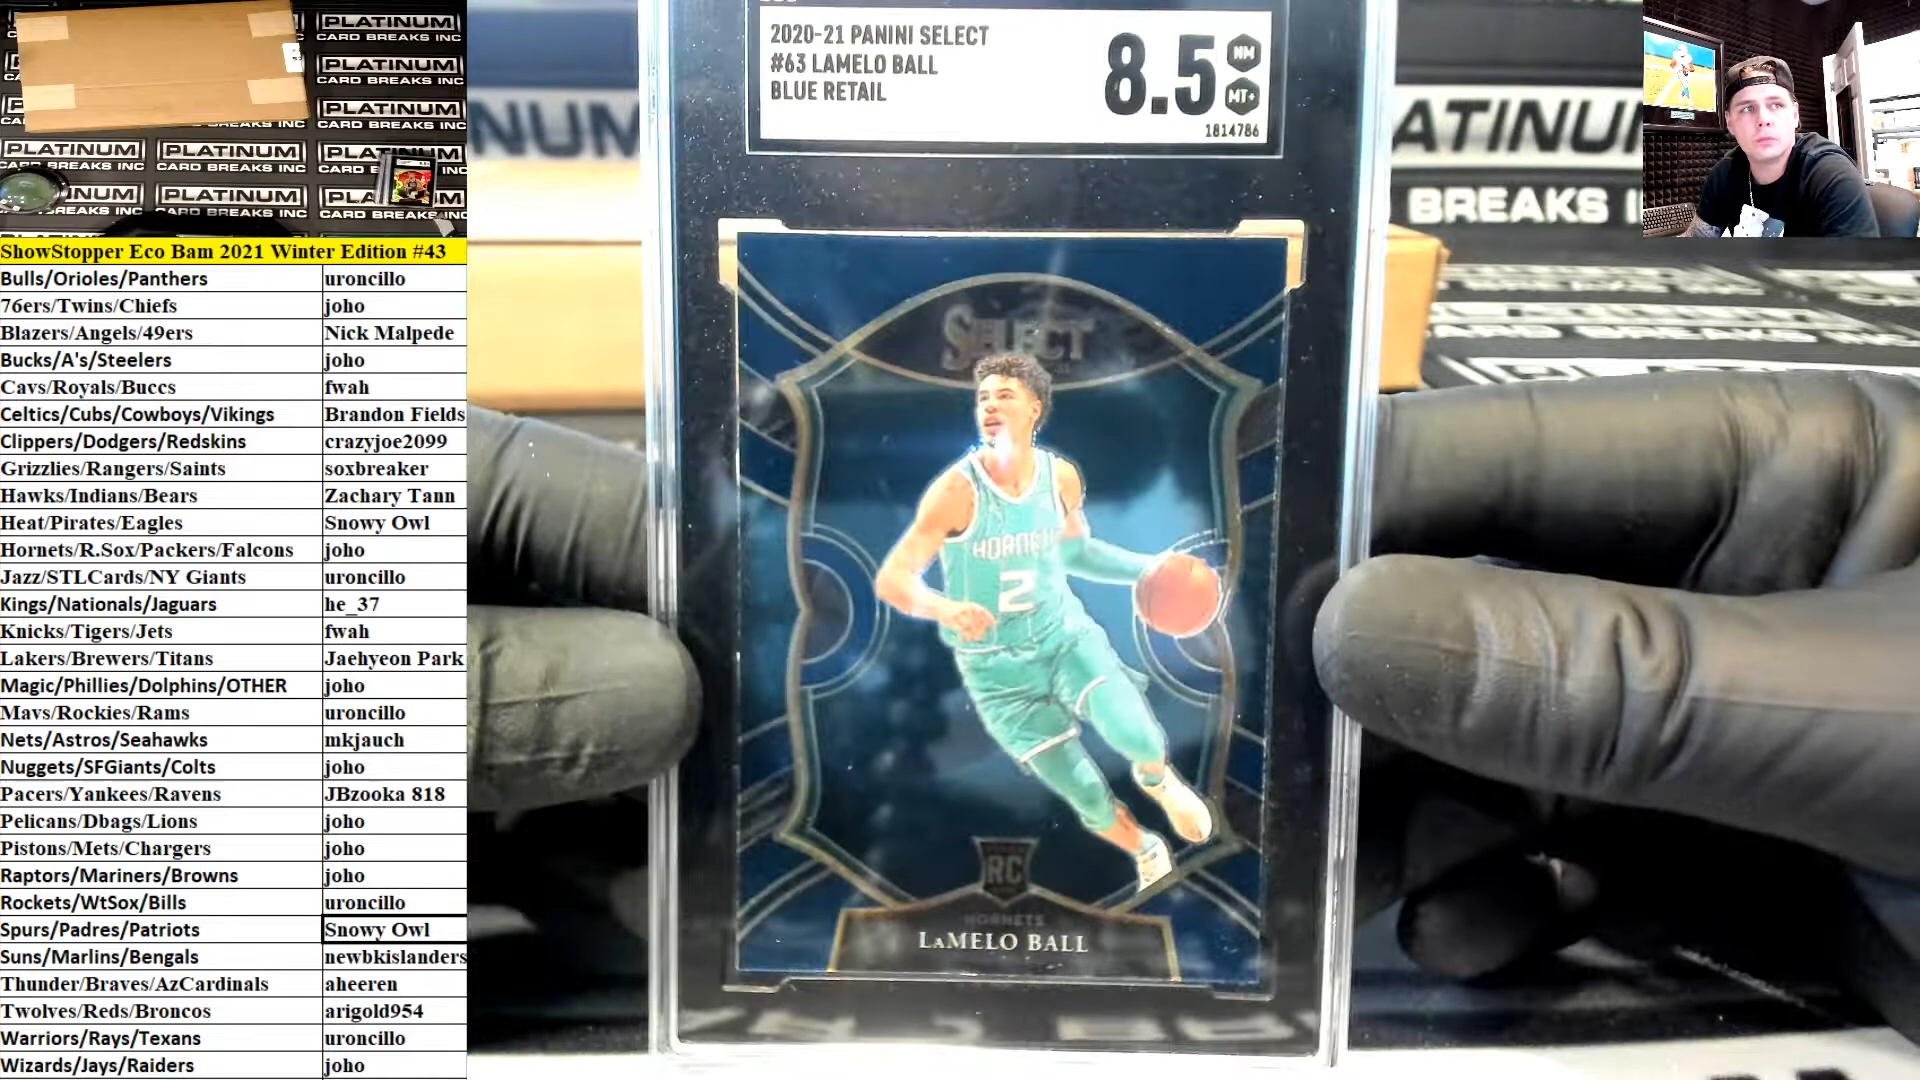 PLATINUM
CARD BREAKS INC
PLATINUM
CARD BREAKS INC
PLATINUM
CARD BREAKS INC
PLATINUM
CARD BREAKS INC
PLATINUM
CARD BREAKS INC
PLATINUM
CARD BREAKS INC
PLATINUM
CARD BREAKS INC
ShowStopper Eco Bam 2021 Winter Edition #43
Bulls/Orioles/Panthers uroncillo
76ers/Twins/Chiefs joho
Blazers/Angels/49ers Nick Malpede
Bucks/A's/Steelers joho
Cavs/Royals/Buccs fwah
Celtics/Cubs/Cowboys/Vikings Brandon Fields
Clippers/Dodgers/Redskins crazyjoe2099
Grizzlies/Rangers/Saints soxbreaker
Hawks/Indians/Bears Zachary Tann
Heat/Pirates/Eagles Snowy Owl
Hornets/R.Sox/Packers/Falcons joho
Jazz/STLCards/NY Giants uroncillo
Kings/Nationals/Jaguars he_37
Knicks/Tigers/Jets fwah
Lakers/Brewers/Titans Jaehyeon Park
Magic/Phillies/Dolphins/OTHER joho
Mavs/Rockies/Rams uroncillo
Nets/Astros/Seahawks mkjauch
Nuggets/SFGiants/Colts joho
Pacers/Yankees/Ravens JBzooka 818
Pelicans/Dbags/Lions joho
Pistons/Mets/Chargers joho
Raptors/Mariners/Browns joho
Rockets/WtSox/Bills uroncillo
Spurs/Padres/Patriots Snowy Owl
Suns/Marlins/Bengals newbkislanders
Thunder/Braves/AzCardinals aheeren
Twolves/Reds/Broncos arigold954
Warriors/Rays/Texans uroncillo
Wizards/Jays/Raiders joho
2020-21 PANINI SELECT
#63 LAMELO BALL
BLUE RETAIL
8.5
NM
MT+
1814786
SELECT
HORNETS
2
RC
HORNETS
LaMELO BALL
BREAKS